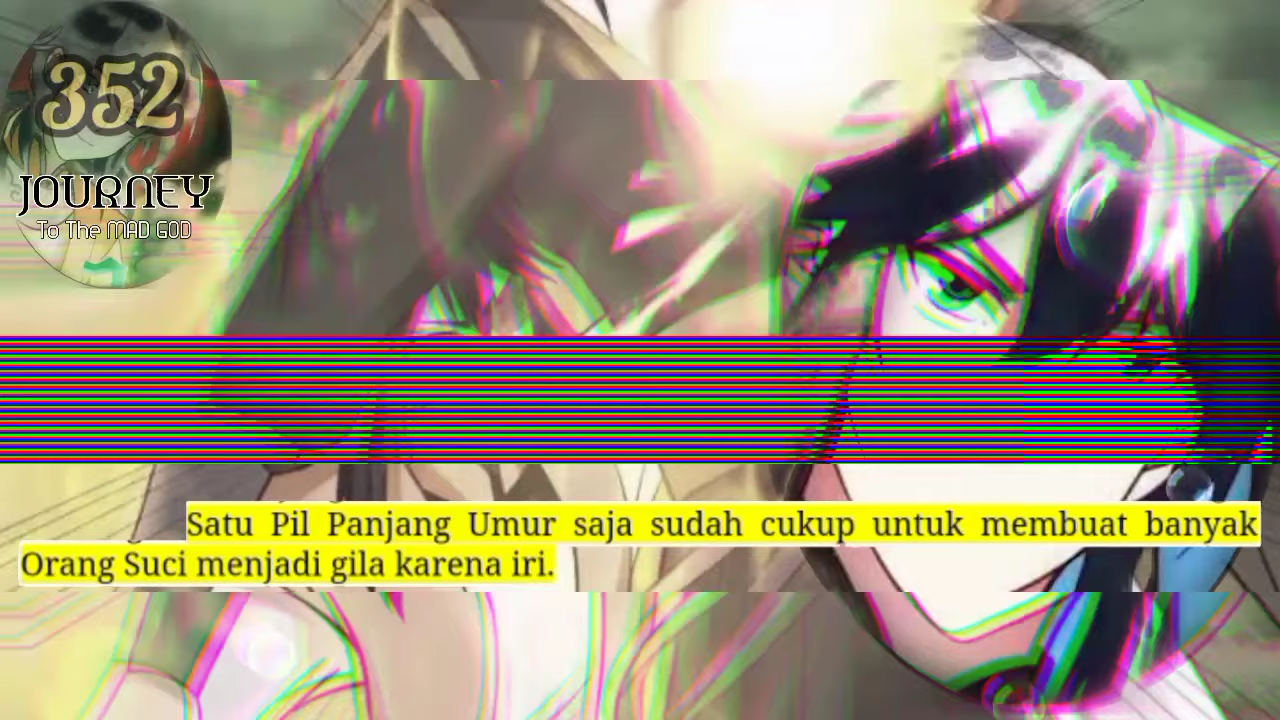 352
JOURNEY
To The MAD GOD
Satu Pil Panjang Umur saja sudah cukup untuk membuat banyak
Orang Suci menjadi gila karena iri.